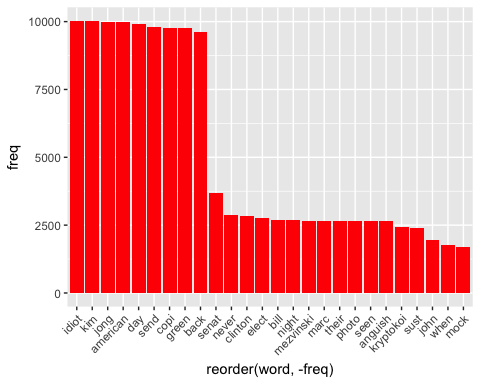 10000
7500
5000
2500
0
freq
idiot
kim
jong
american
day
send
copi
green
back
senat
never
clinton
elect
bill
night
mezvinski
marc
their
photo
seen
anguish
kryptokoi
sust
john
when
mock
reorder(word, -freq)